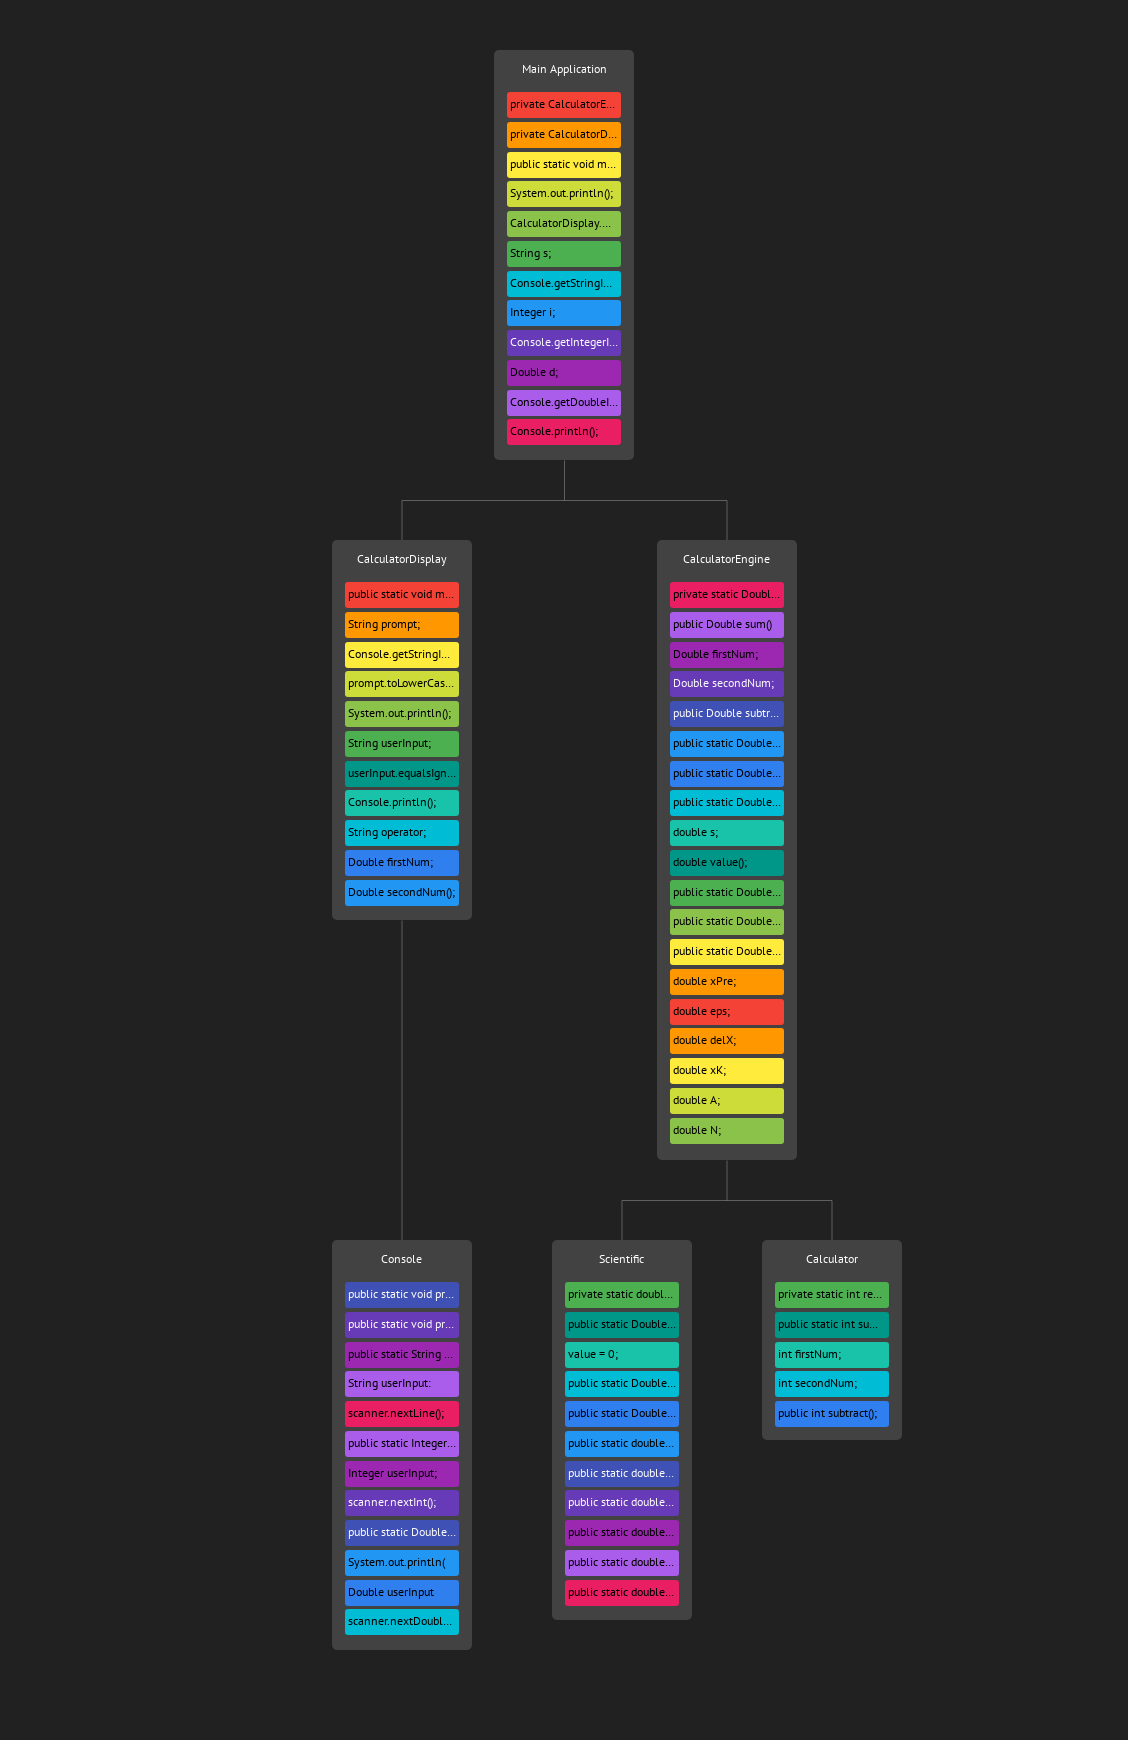 Main Application
private CalculatorE...
private CalculatorD...
public static void m...
System.out.println();
CalculatorDisplay....
String s;
Console.getStringI...
Integer i;
Console.getIntegerI...
Double d;
Console.getDoubleI...
Console.println();
CalculatorDisplay
public static void m...
String prompt;
Console.getStringI...
prompt.toLowerCas...
System.out.println();
String userInput;
userInput.equalsIgn...
Console.println();
String operator;
Double firstNum;
Double secondNum();
CalculatorEngine
private static Doubl...
public Double sum()
Double firstNum;
Double secondNum;
public Double subtr...
public static Double...
public static Double...
public static Double...
double s;
double value();
public static Double...
public static Double...
public static Double...
double xPre;
double eps;
double delX;
double xK;
double A;
double N;
Console
public static void pr...
public static void pr...
public static String ...
String userInput:
scanner.nextLine();
public static Integer...
Integer userInput;
scanner.nextInt();
public static Double...
System.out.println(
Double userInput
scanner.nextDoubl...
Scientific
private static doubl...
public static Double...
value = 0;
public static Double...
public static Double...
public static double...
public static double...
public static double...
public static double...
public static double...
public static double...
Calculator
private static int re...
public static int su...
int firstNum;
int secondNum;
public int subtract();